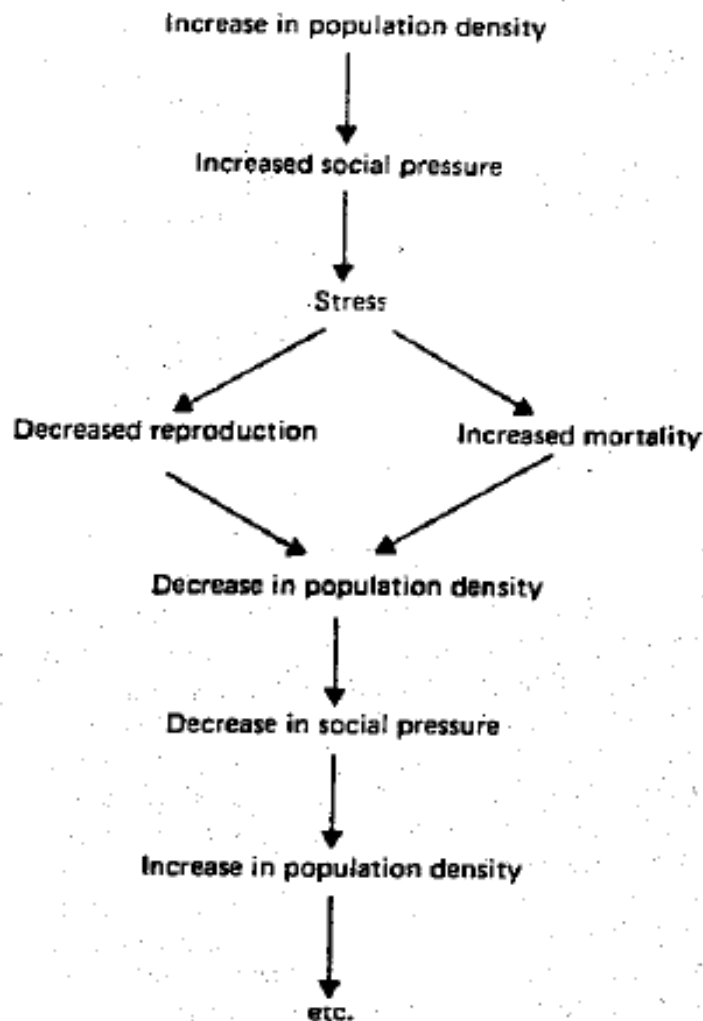 Increase in population density
Increased social pressure
Stress
Decreased reproduction
Increased mortality
Decrease in population density
Decrease in social pressure
Increase in population density
etc.